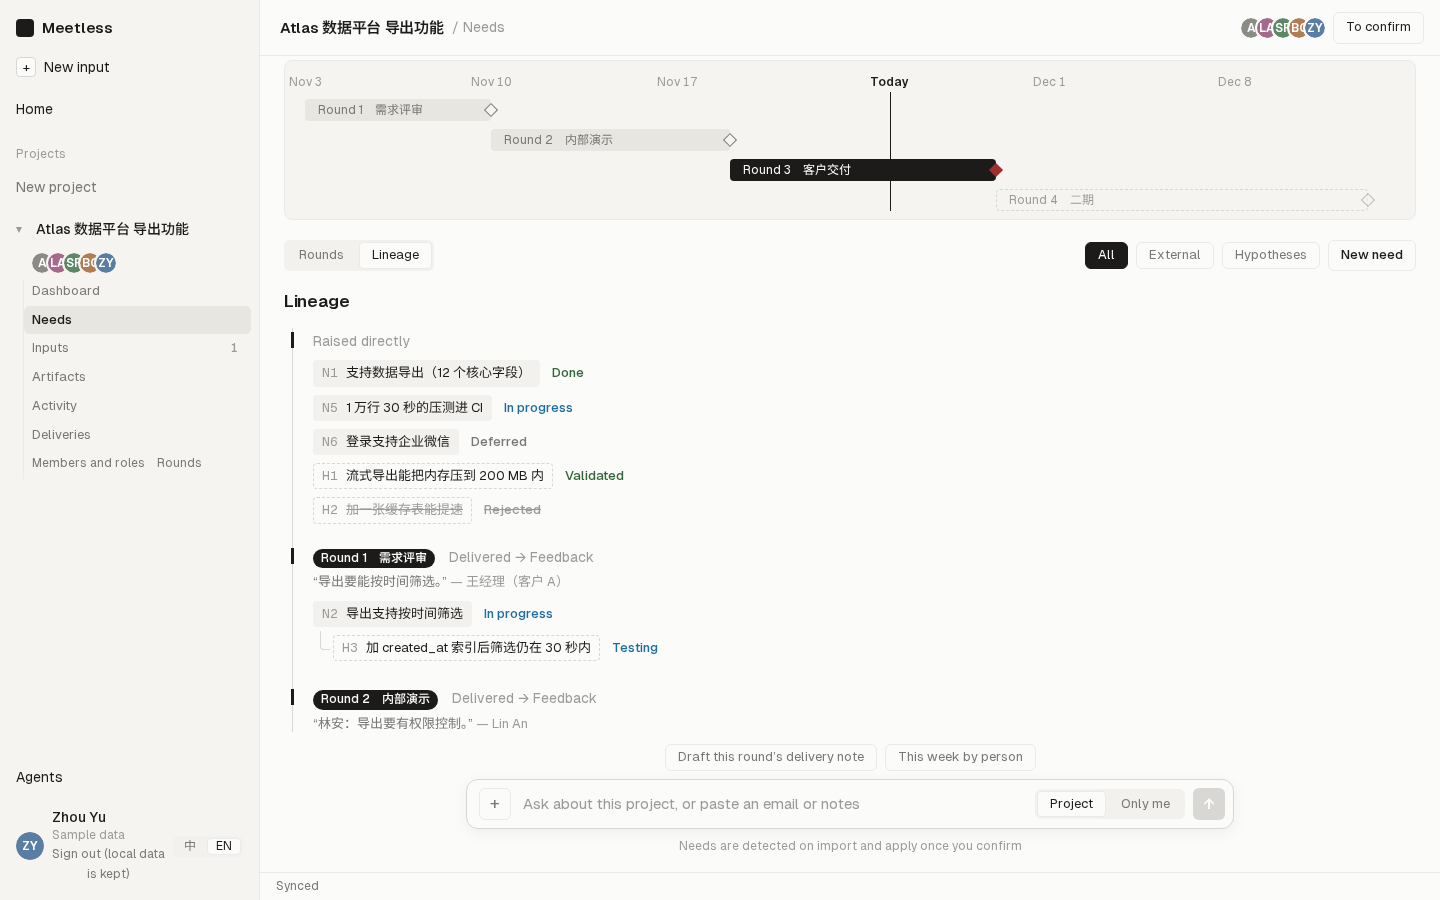 Meetless
+ New input
Home
Projects
New project
▾ Atlas 数据平台 导出功能
ZY
Dashboard
Needs
Inputs 1
Artifacts
Activity
Deliveries
Members and roles Rounds
Agents
Zhou Yu
Sample data
ZY
Sign out (local data
is kept)
中 EN
Atlas 数据平台 导出功能 / Needs
ZY
To confirm
Nov 3 Nov 10 Nov 17 Today Dec 1 Dec 8
Round 1 需求评审
Round 2 内部演示
Round 3 客户交付
Round 4 二期
Rounds Lineage
All External Hypotheses New need
Lineage
Raised directly
N1 支持数据导出（12 个核心字段） Done
N5 1 万行 30 秒的压测进 CI In progress
N6 登录支持企业微信 Deferred
H1 流式导出能把内存压到 200 MB 内 Validated
H2 加一张缓存表能提速 Rejected
Round 1 需求评审 Delivered → Feedback
“导出要能按时间筛选。” — 王经理（客户 A）
N2 导出支持按时间筛选 In progress
H3 加 created_at 索引后筛选仍在 30 秒内 Testing
Round 2 内部演示 Delivered → Feedback
“林安：导出要有权限控制。” — Lin An
Draft this round's delivery note This week by person
+ Ask about this project, or paste an email or notes Project Only me
Needs are detected on import and apply once you confirm
Synced